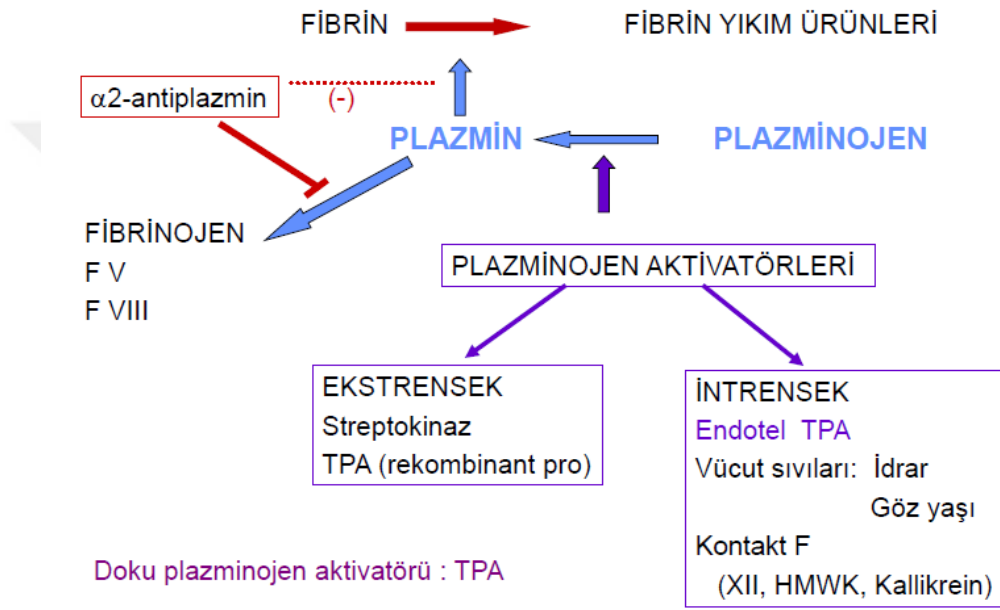 FİBRİN FİBRİN YIKIM ÜRÜNLERİ
α2-antiplazmin
(-)
PLAZMİN PLAZMİNOJEN
FİBRİNOJEN
F V
F VIII
PLAZMİNOJEN AKTİVATÖRLERİ
EKSTRENSEK
Streptokinaz
TPA (rekombinant pro)
İNTRENSEK
Endotel TPA
Vücut sıvıları: İdrar
Göz yaşı
Kontakt F
(XII, HMWK, Kallikrein)
Doku plazminojen aktivatörü : TPA